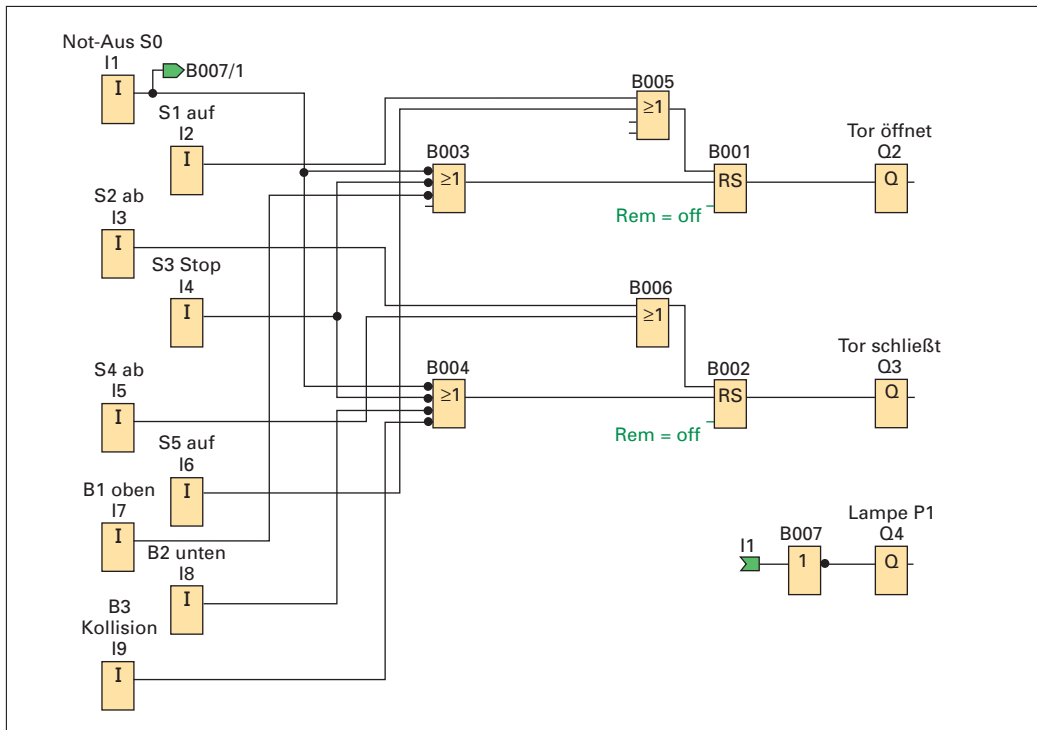 Not-Aus S0
I1
I
B007/1
S1 auf
I2
I
S2 ab
I3
I
S3 Stop
I4
I
S4 ab
I5
I
S5 auf
I6
I
B1 oben
I7
I
B2 unten
I8
I
B3
Kollision
I9
I
B003
≥1
B004
≥1
B005
≥1
B006
≥1
B001
RS
Rem = off
B002
RS
Rem = off
Tor öffnet
Q2
Q
Tor schließt
Q3
Q
I1
B007
1
Lampe P1
Q4
Q